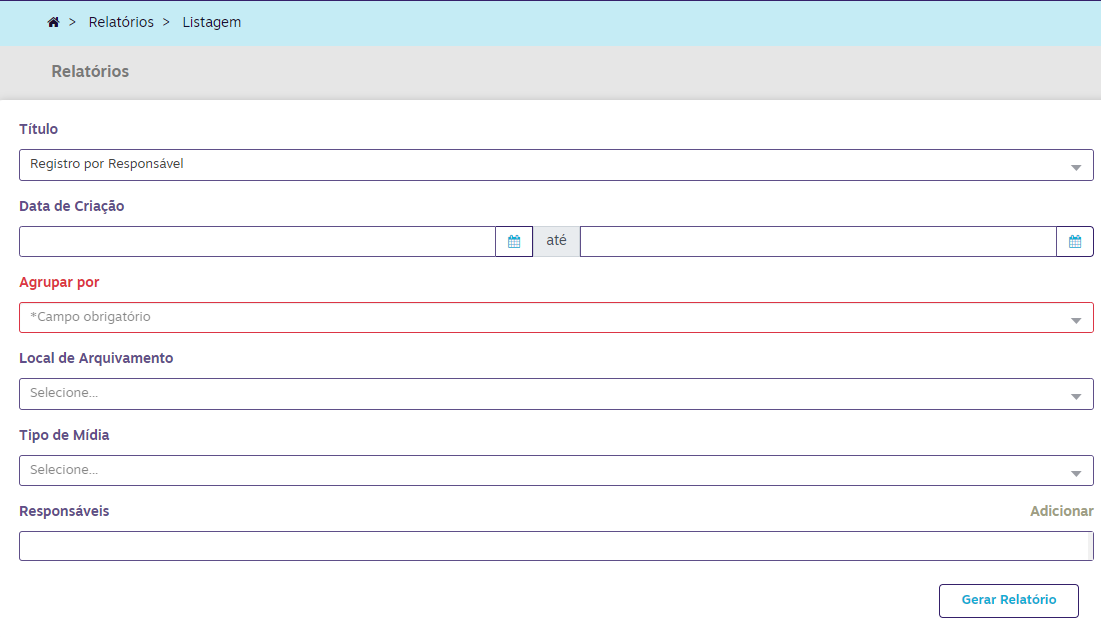 > Relatórios > Listagem
Relatórios
Título
Registro por Responsável
Data de Criação
até
Agrupar por
*Campo obrigatório
Local de Arquivamento
Selecione...
Tipo de Mídia
Selecione...
Responsáveis Adicionar
Gerar Relatório